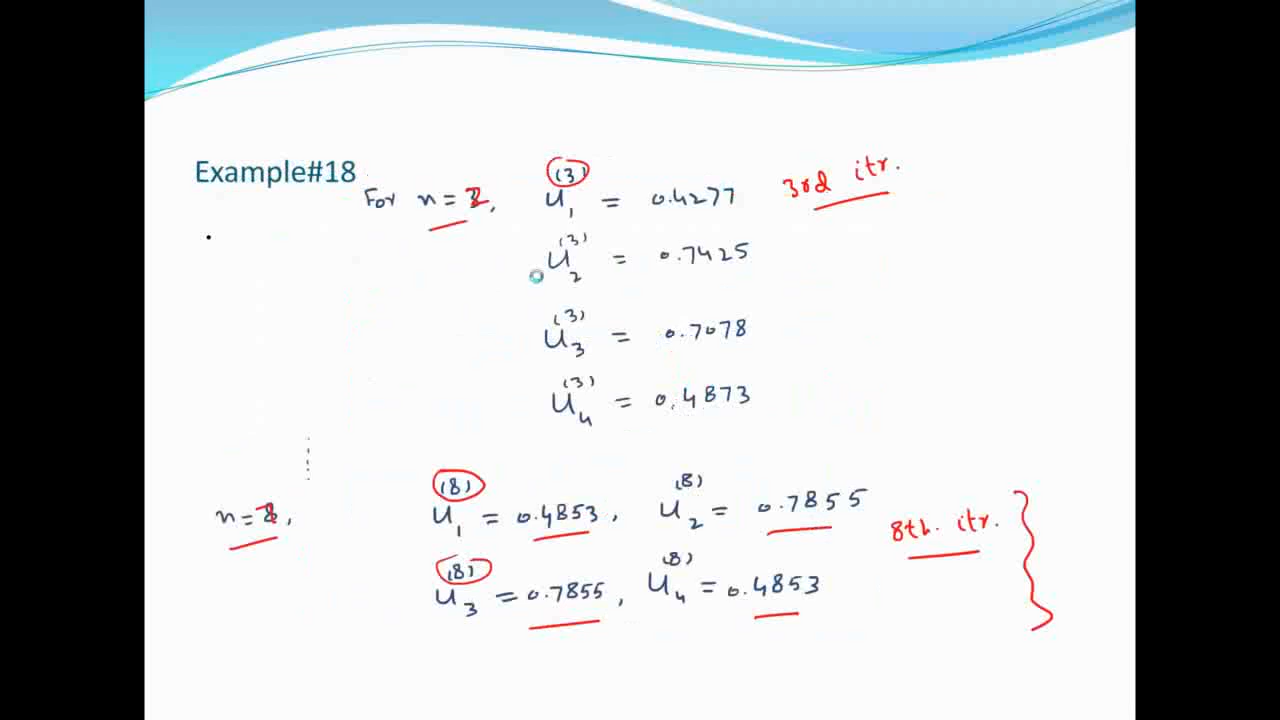 Example#18
For n = 2, u₁⁽³⁾ = 0.4277 3rd itr.
u₂⁽³⁾ = 0.7425
u₃⁽³⁾ = 0.7078
u₄⁽³⁾ = 0.4873
n = 7, u₁⁽⁸⁾ = 0.4853, u₂⁽⁸⁾ = 0.7855 8th. itr.
u₃⁽⁸⁾ = 0.7855, u₄⁽⁸⁾ = 0.4853